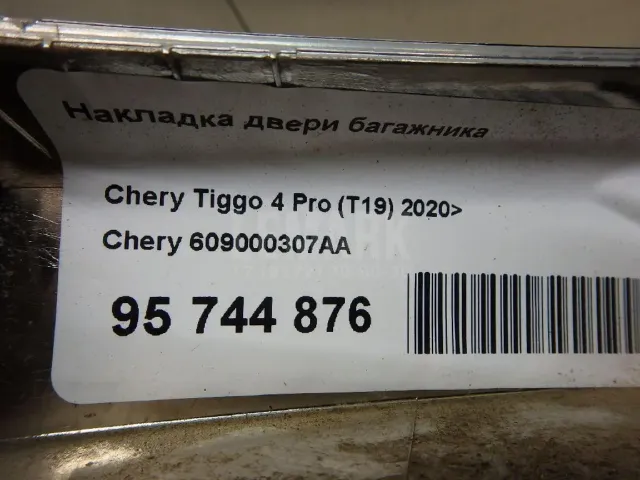 Накладка двери багажника
Chery Tiggo 4 Pro (T19) 2020>
Chery 609000307AA
95 744 876